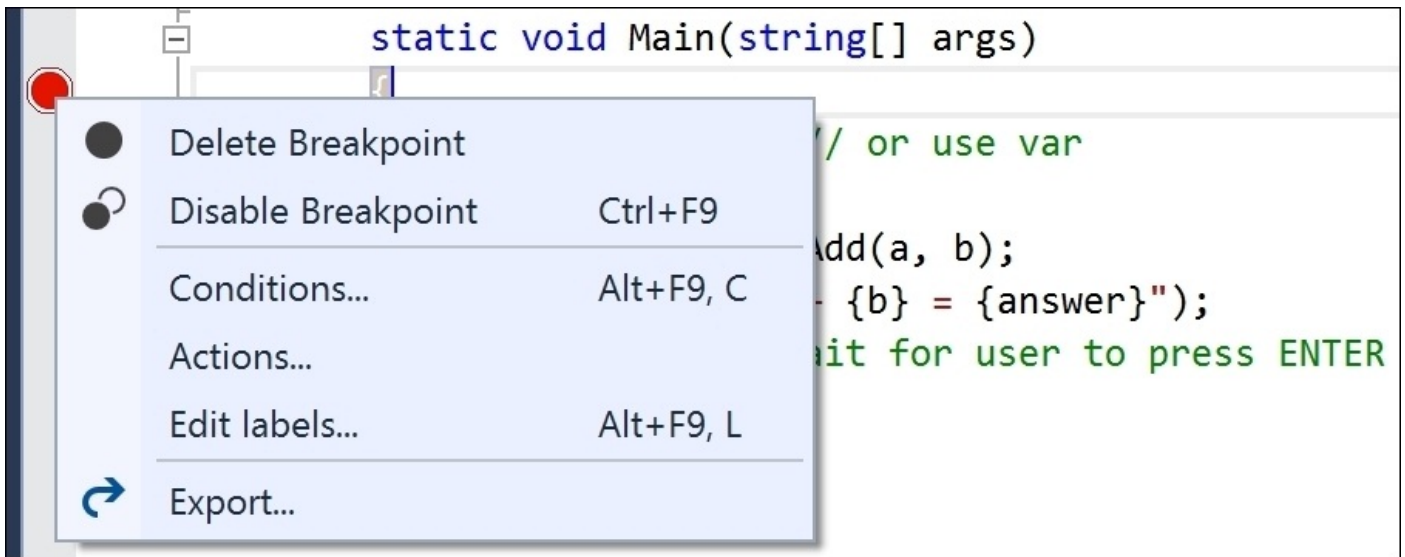 static void Main(string[] args)
{
Delete Breakpoint
// or use var
Disable Breakpoint Ctrl+F9
Add(a, b);
Conditions... Alt+F9, C
{b} = {answer}");
Actions...
for user to press ENTER
Edit labels... Alt+F9, L
Export...